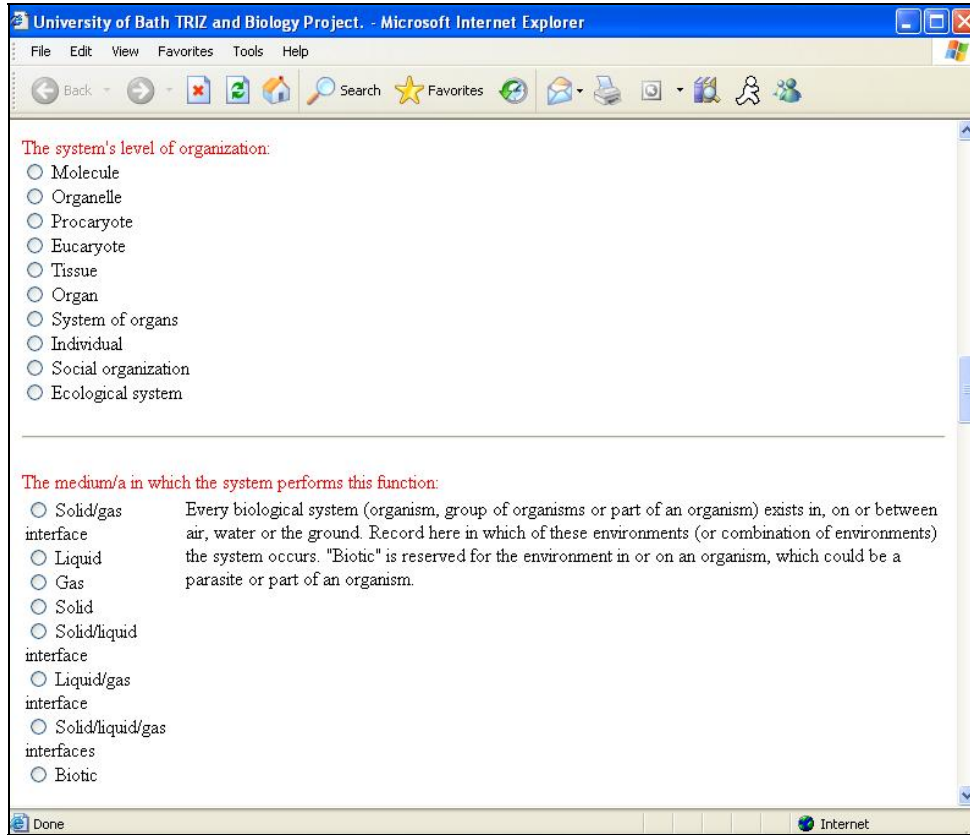 University of Bath TRIZ and Biology Project. - Microsoft Internet Explorer
File Edit View Favorites Tools Help
Back Search Favorites
The system's level of organization:
Molecule
Organelle
Procaryote
Eucaryote
Tissue
Organ
System of organs
Individual
Social organization
Ecological system
The medium/a in which the system performs this function:
Solid/gas
interface
Liquid
Gas
Solid
Solid/liquid
interface
Liquid/gas
interface
Solid/liquid/gas
interfaces
Biotic
Every biological system (organism, group of organisms or part of an organism) exists in, on or between
air, water or the ground. Record here in which of these environments (or combination of environments)
the system occurs. "Biotic" is reserved for the environment in or on an organism, which could be a
parasite or part of an organism.
Done Internet